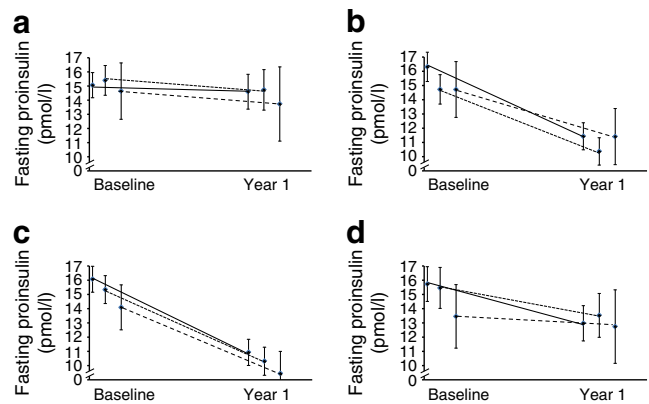 a
Fasting proinsulin
(pmol/l)
17
16
15
14
13
12
11
10
0
Baseline Year 1
b
Fasting proinsulin
(pmol/l)
17
16
15
14
13
12
11
10
0
Baseline Year 1
c
Fasting proinsulin
(pmol/l)
17
16
15
14
13
12
11
10
0
Baseline Year 1
d
Fasting proinsulin
(pmol/l)
17
16
15
14
13
12
11
10
0
Baseline Year 1